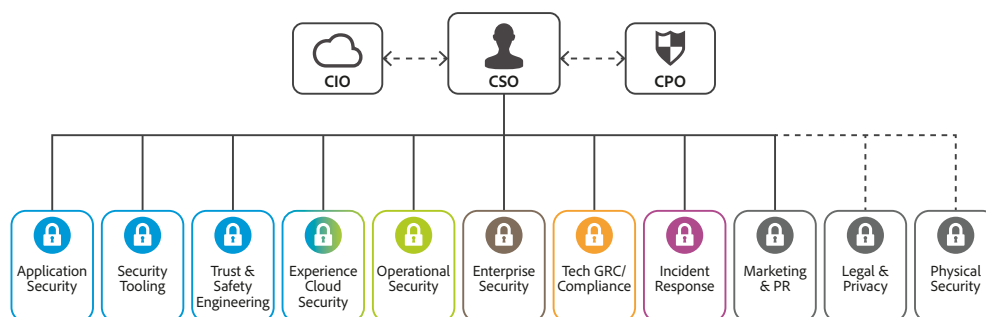 CIO
CSO
CPO
Application
Security
Security
Tooling
Trust &
Safety
Engineering
Experience
Cloud
Security
Operational
Security
Enterprise
Security
Tech GRC/
Compliance
Incident
Response
Marketing
& PR
Legal &
Privacy
Physical
Security